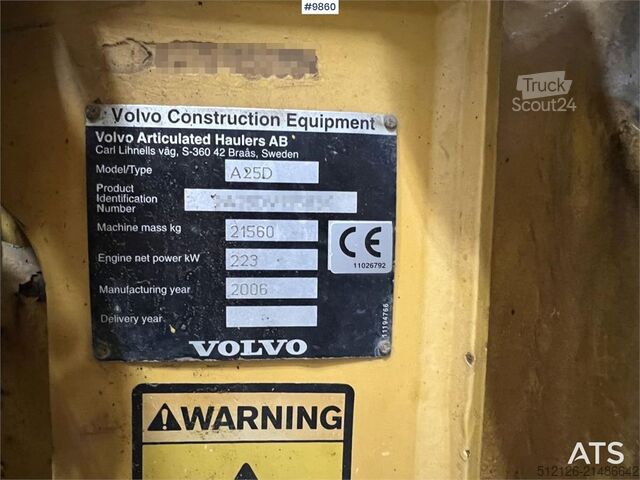 #9860
Truck
Scout24
Volvo Construction Equipment
Volvo Articulated Haulers AB
Carl Lihnells väg, S-360 42 Braås, Sweden
Model/Type A25D
Product
Identification
Number
Machine mass kg 21560
Engine net power kW 223
CE
11026792
Manufacturing year 2006
Delivery year
11194766
VOLVO
WARNING
ATS
512126-21486642